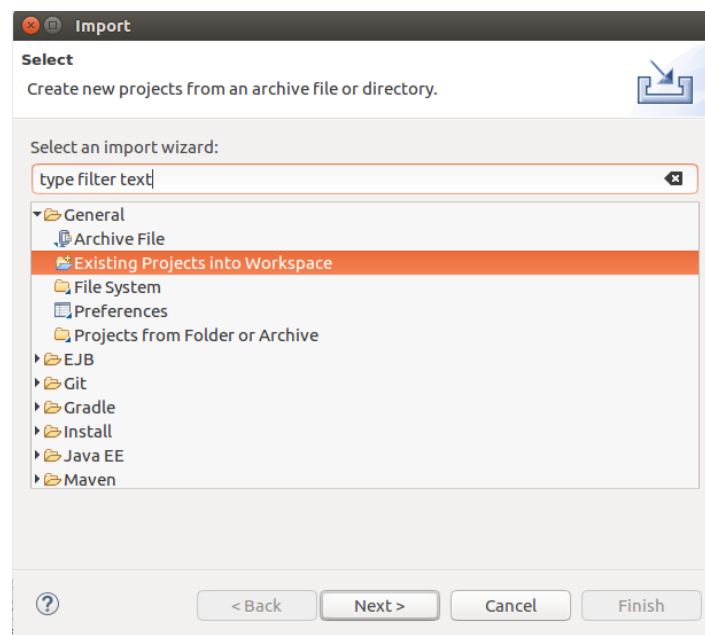 Import
Select
Create new projects from an archive file or directory.
Select an import wizard:
type filter text
General
Archive File
Existing Projects into Workspace
File System
Preferences
Projects from Folder or Archive
EJB
Git
Gradle
Install
Java EE
Maven
? < Back Next > Cancel Finish